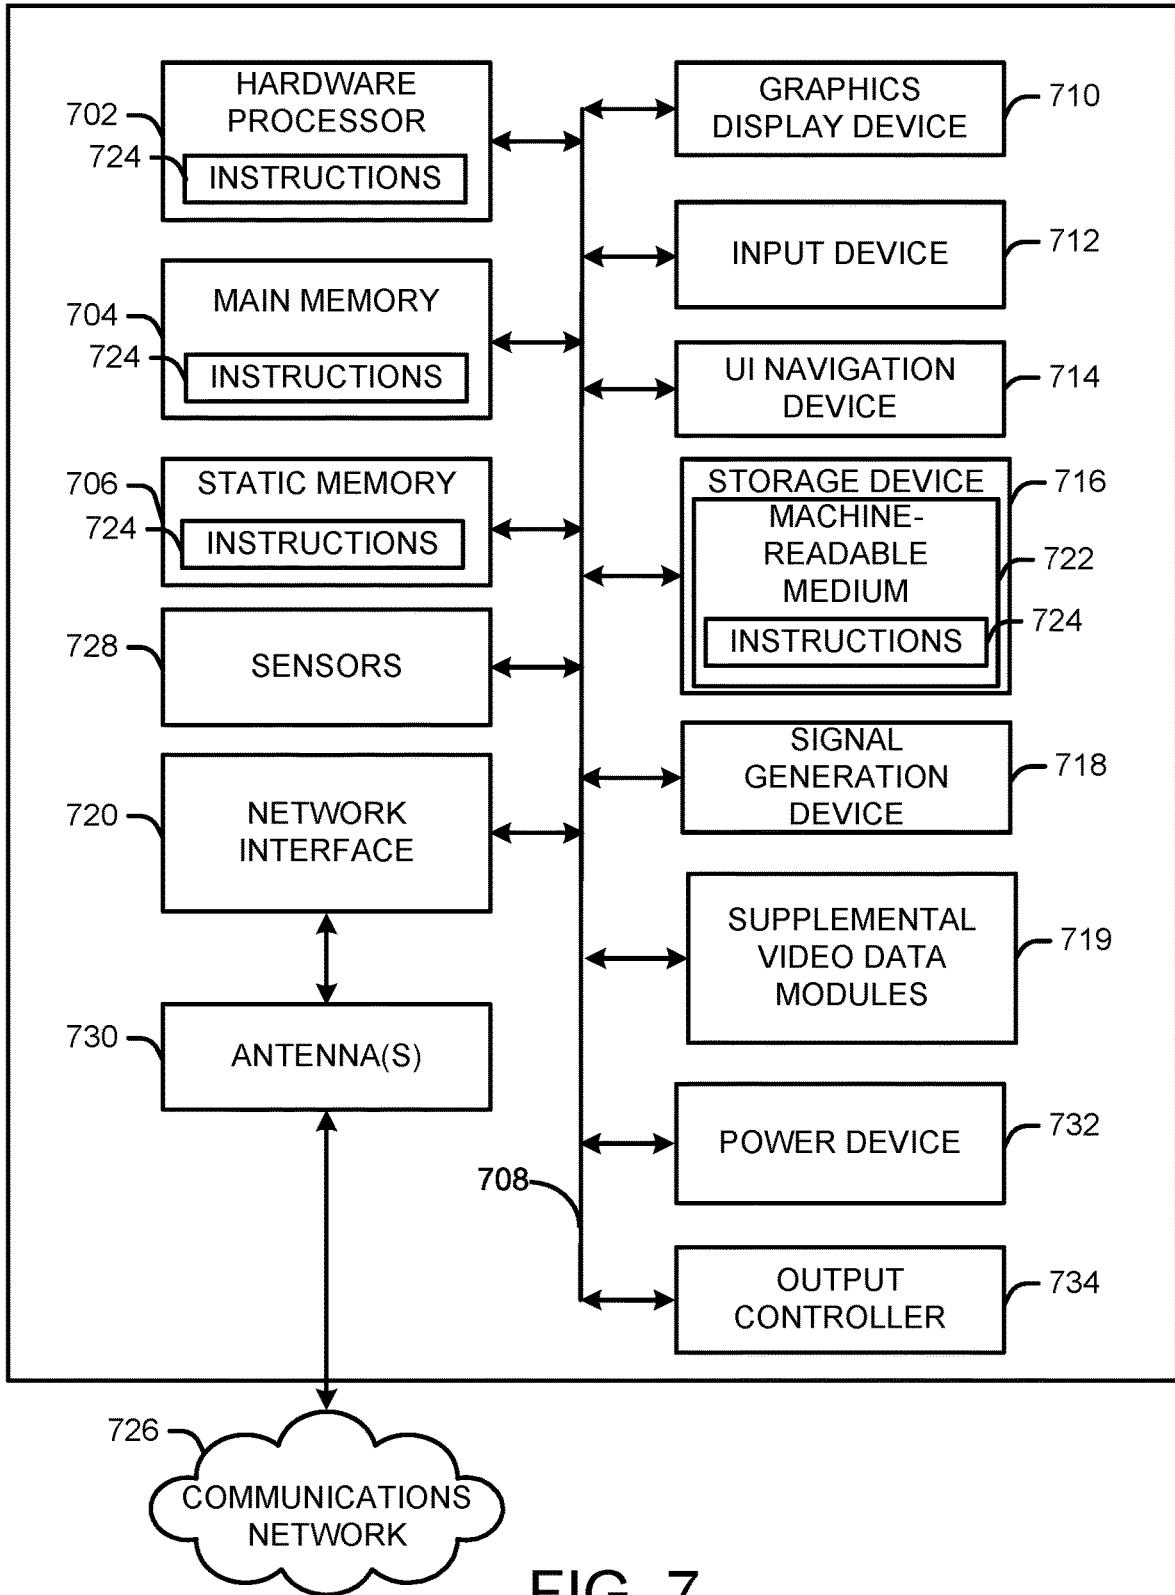 HARDWARE
PROCESSOR
702
724
INSTRUCTIONS
MAIN MEMORY
704
724
INSTRUCTIONS
706
STATIC MEMORY
724
INSTRUCTIONS
728
SENSORS
720
NETWORK
INTERFACE
730
ANTENNA(S)
708
GRAPHICS
DISPLAY DEVICE
710
INPUT DEVICE
712
UI NAVIGATION
DEVICE
714
STORAGE DEVICE
716
MACHINE-
READABLE
MEDIUM
722
INSTRUCTIONS
724
SIGNAL
GENERATION
DEVICE
718
SUPPLEMENTAL
VIDEO DATA
MODULES
719
POWER DEVICE
732
OUTPUT
CONTROLLER
734
726
COMMUNICATIONS
NETWORK
FIG. 7